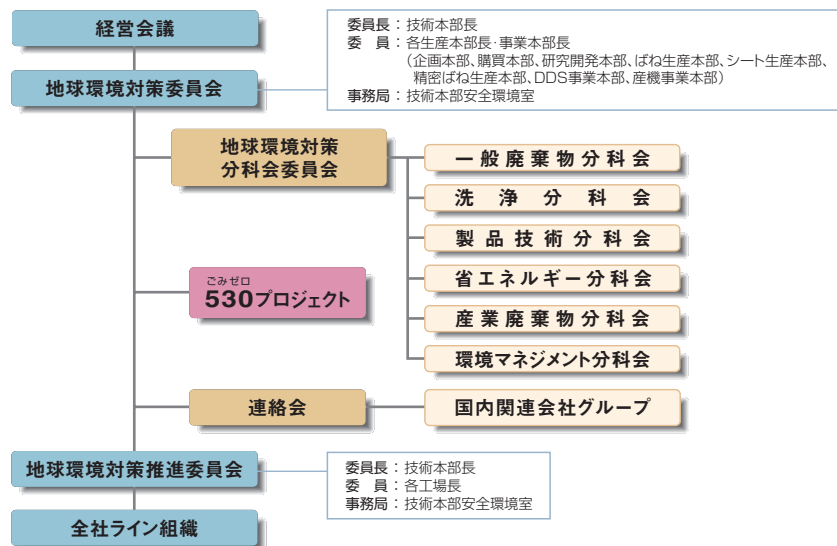 経営会議
委員長：技術本部長
委　員：各生産本部長・事業本部長
（企画本部、購買本部、研究開発本部、ばね生産本部、シート生産本部、
精密ばね生産本部、DDS事業本部、産機事業本部）
事務局：技術本部安全環境室
地球環境対策委員会
地球環境対策
分科会委員会
一般廃棄物分科会
洗浄分科会
製品技術分科会
省エネルギー分科会
産業廃棄物分科会
環境マネジメント分科会
ごみゼロ
530プロジェクト
連絡会
国内関連会社グループ
地球環境対策推進委員会
委員長：技術本部長
委　員：各工場長
事務局：技術本部安全環境室
全社ライン組織